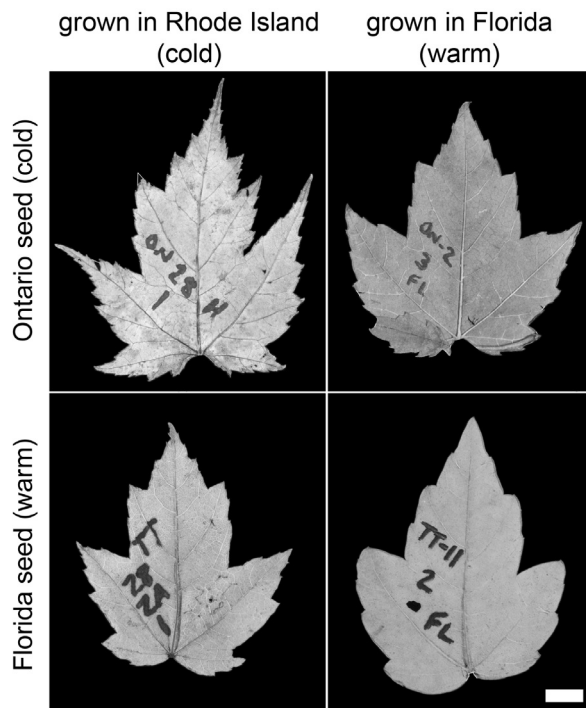 grown in Rhode Island
(cold)
grown in Florida
(warm)
Ontario seed (cold)
ON 28
1 H
ON-2
3
FL
Florida seed (warm)
TT
TT-11
2
FL